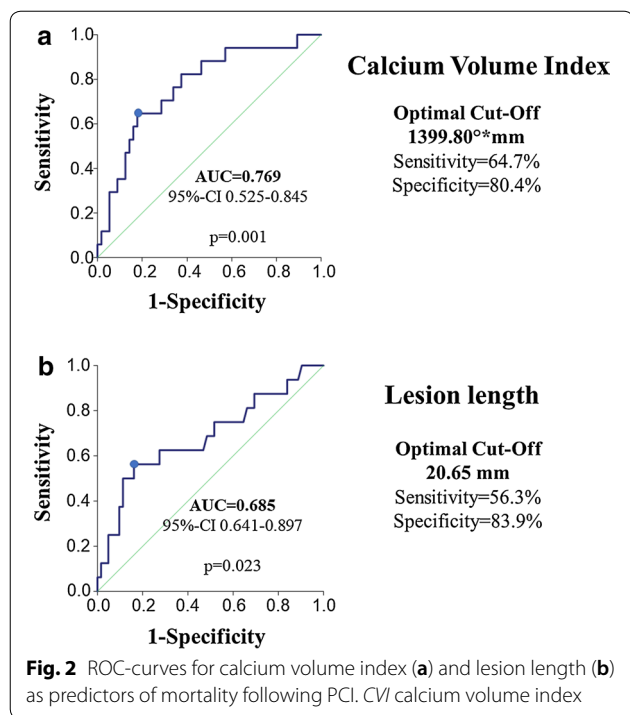 a
1.0
0.8
0.6
0.4
0.2
0.0
Sensitivity
0.0 0.2 0.4 0.6 0.8 1.0
1-Specificity
AUC=0.769
95%-CI 0.525-0.845
p=0.001
Calcium Volume Index
Optimal Cut-Off
1399.80°*mm
Sensitivity=64.7%
Specificity=80.4%
b
1.0
0.8
0.6
0.4
0.2
0.0
Sensitivity
0.0 0.2 0.4 0.6 0.8 1.0
1-Specificity
AUC=0.685
95%-CI 0.641-0.897
p=0.023
Lesion length
Optimal Cut-Off
20.65 mm
Sensitivity=56.3%
Specificity=83.9%
Fig. 2 ROC-curves for calcium volume index (a) and lesion length (b)
as predictors of mortality following PCI. CVI calcium volume index